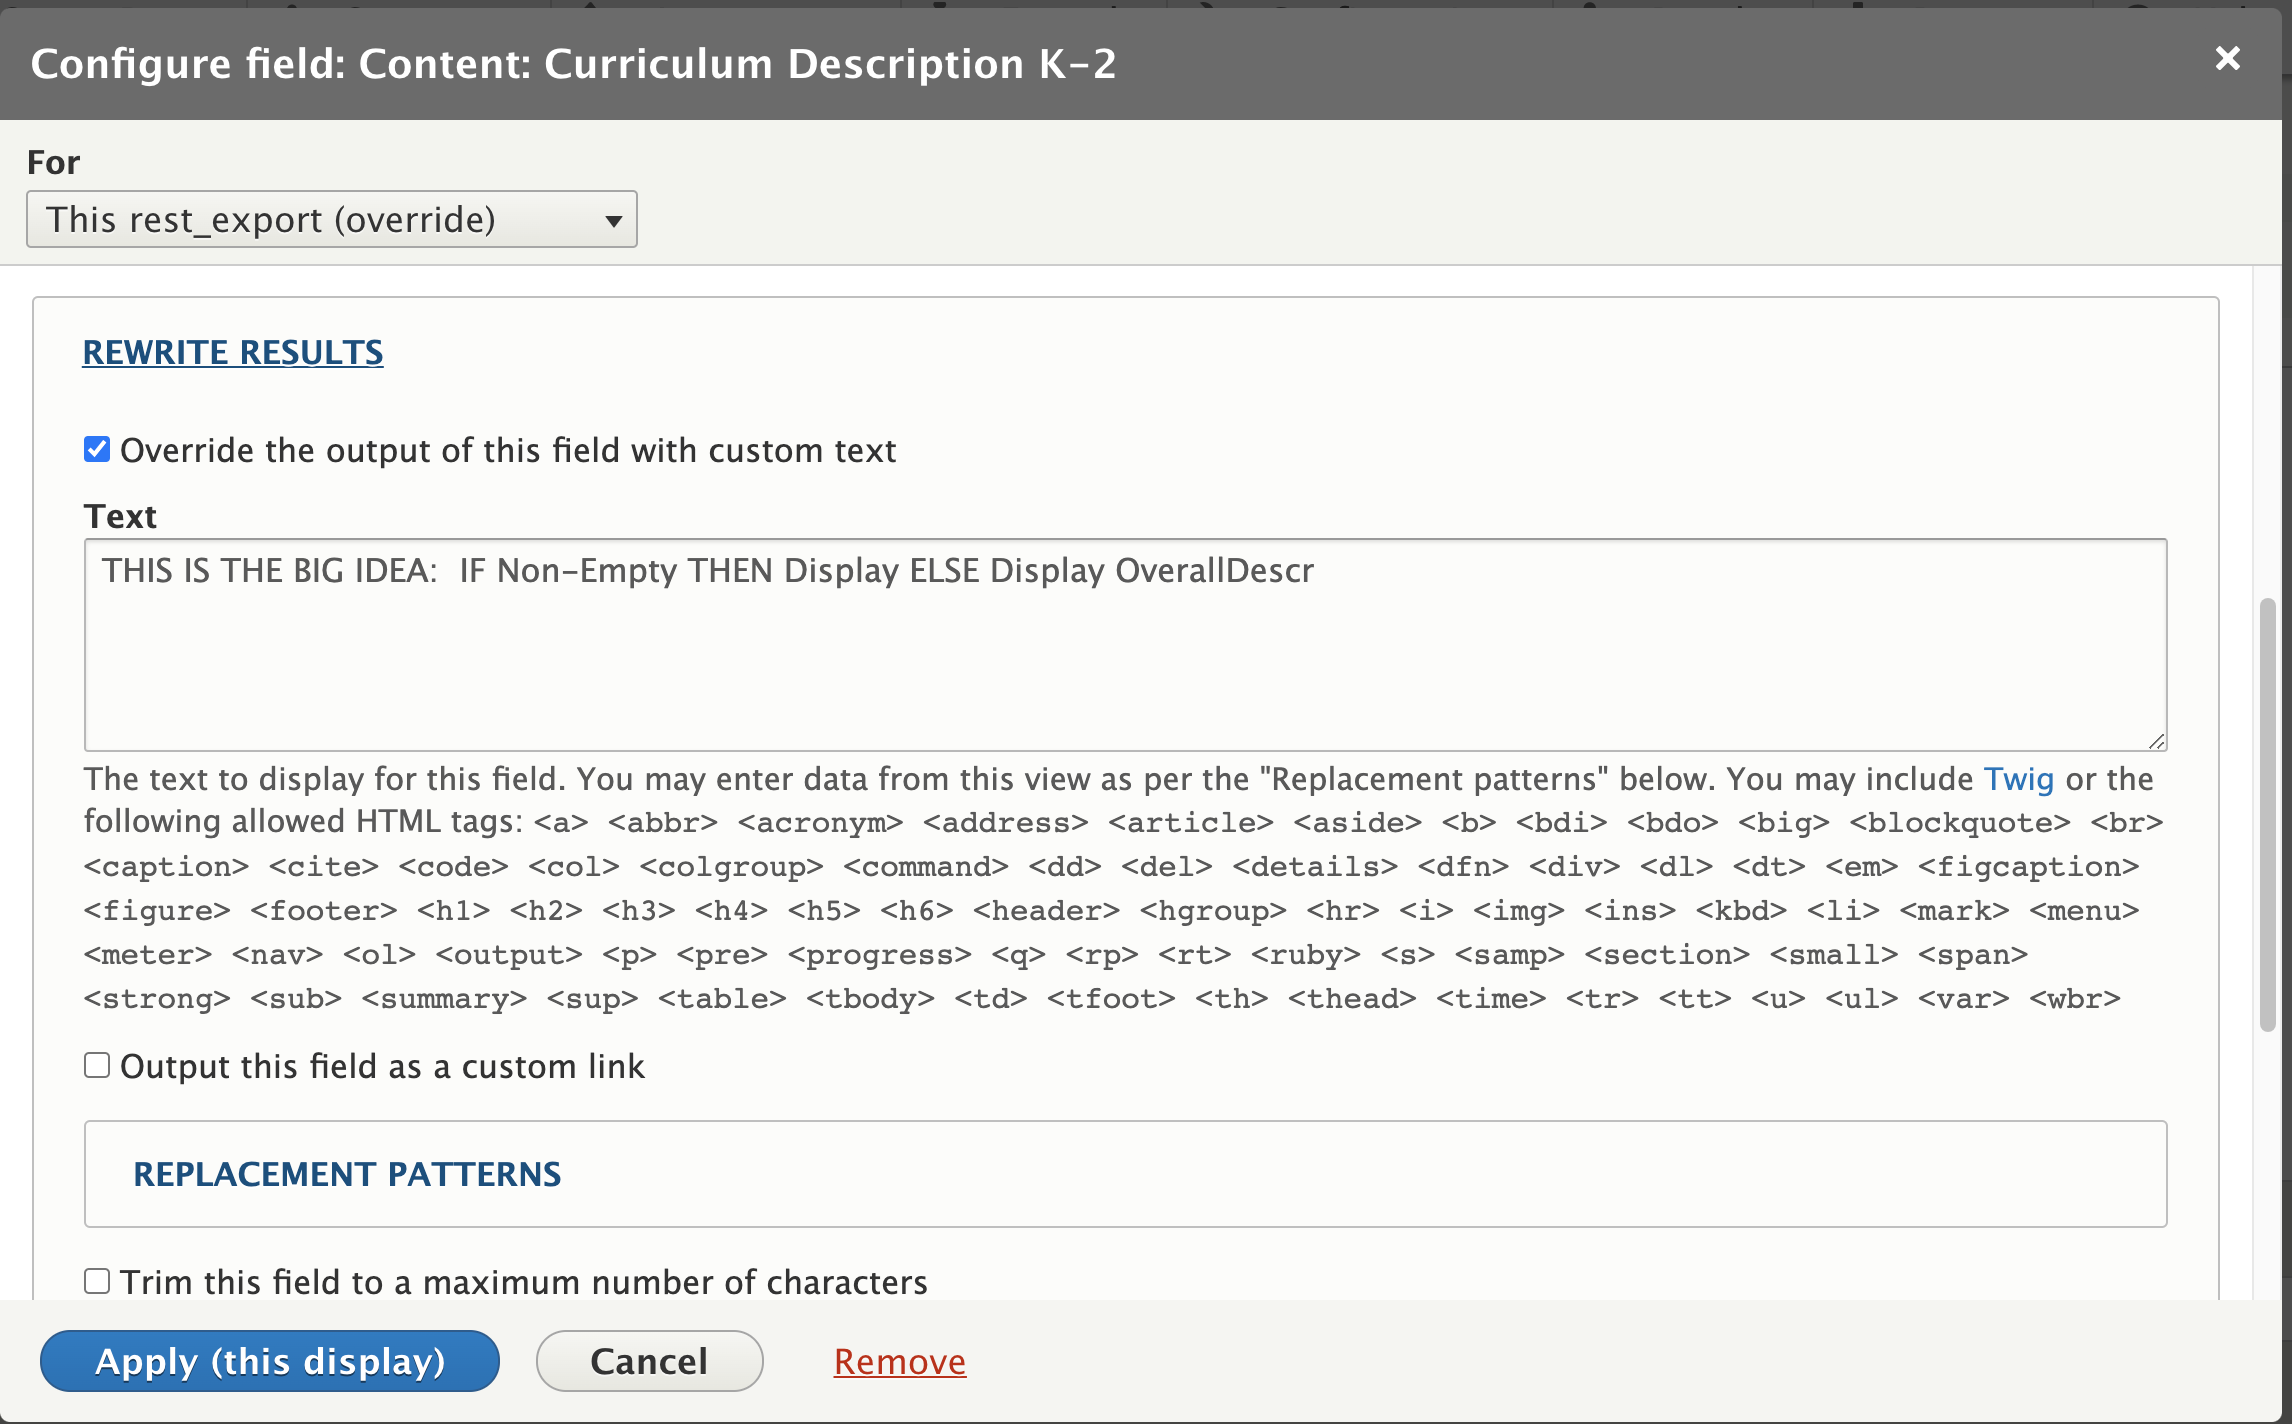 Configure field: Content: Curriculum Description K-2
For
This rest_export (override)
REWRITE RESULTS
Override the output of this field with custom text
Text
THIS IS THE BIG IDEA:  IF Non-Empty THEN Display ELSE Display OverallDescr
The text to display for this field. You may enter data from this view as per the "Replacement patterns" below. You may include Twig or the
following allowed HTML tags: <a> <abbr> <acronym> <address> <article> <aside> <b> <bdi> <bdo> <big> <blockquote> <br>
<caption> <cite> <code> <col> <colgroup> <command> <dd> <del> <details> <dfn> <div> <dl> <dt> <em> <figcaption>
<figure> <footer> <h1> <h2> <h3> <h4> <h5> <h6> <header> <hgroup> <hr> <i> <img> <ins> <kbd> <li> <mark> <menu>
<meter> <nav> <ol> <output> <p> <pre> <progress> <q> <rp> <rt> <ruby> <s> <samp> <section> <small> <span>
<strong> <sub> <summary> <sup> <table> <tbody> <td> <tfoot> <th> <thead> <time> <tr> <tt> <u> <ul> <var> <wbr>
Output this field as a custom link
REPLACEMENT PATTERNS
Trim this field to a maximum number of characters
Apply (this display)
Cancel
Remove